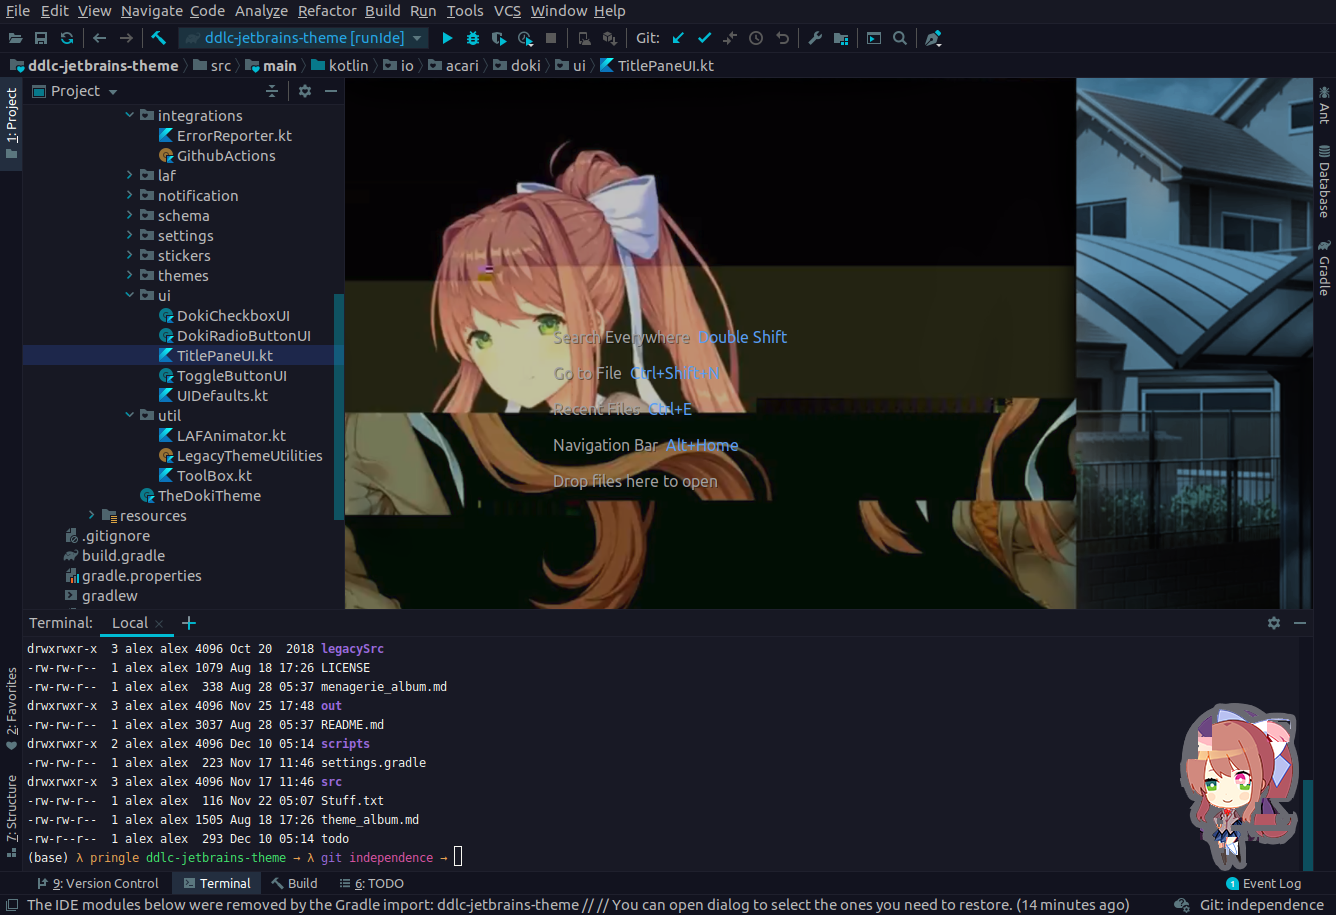 File Edit View Navigate Code Analyze Refactor Build Run Tools VCS Window Help
ddlc-jetbrains-theme [runIde] Git:
ddlc-jetbrains-theme src main kotlin io acari doki ui TitlePaneUI.kt
1: Project
Project
integrations
ErrorReporter.kt
GithubActions
laf
notification
schema
settings
stickers
themes
ui
DokiCheckboxUI
DokiRadioButtonUI
TitlePaneUI.kt
ToggleButtonUI
UIDefaults.kt
util
LAFAnimator.kt
LegacyThemeUtilities
ToolBox.kt
TheDokiTheme
resources
.gitignore
build.gradle
gradle.properties
gradlew
Search Everywhere Double Shift
Go to File Ctrl+Shift+N
Recent Files Ctrl+E
Navigation Bar Alt+Home
Drop files here to open
Ant
Database
Gradle
2: Favorites
7: Structure
Terminal: Local
drwxrwxr-x 3 alex alex 4096 Oct 20 2018 legacySrc
-rw-rw-r-- 1 alex alex 1079 Aug 18 17:26 LICENSE
-rw-rw-r-- 1 alex alex 338 Aug 28 05:37 menagerie_album.md
drwxrwxr-x 3 alex alex 4096 Nov 25 17:48 out
-rw-rw-r-- 1 alex alex 3037 Aug 28 05:37 README.md
drwxrwxr-x 2 alex alex 4096 Dec 10 05:14 scripts
-rw-rw-r-- 1 alex alex 223 Nov 17 11:46 settings.gradle
drwxrwxr-x 3 alex alex 4096 Nov 17 11:46 src
-rw-rw-r-- 1 alex alex 116 Nov 22 05:07 Stuff.txt
-rw-rw-r-- 1 alex alex 1505 Aug 18 17:26 theme_album.md
-rw-r--r-- 1 alex alex 293 Dec 10 05:14 todo
(base) λ pringle ddlc-jetbrains-theme → λ git independence →
9: Version Control Terminal Build 6: TODO 1 Event Log
The IDE modules below were removed by the Gradle import: ddlc-jetbrains-theme // // You can open dialog to select the ones you need to restore. (14 minutes ago) Git: independence